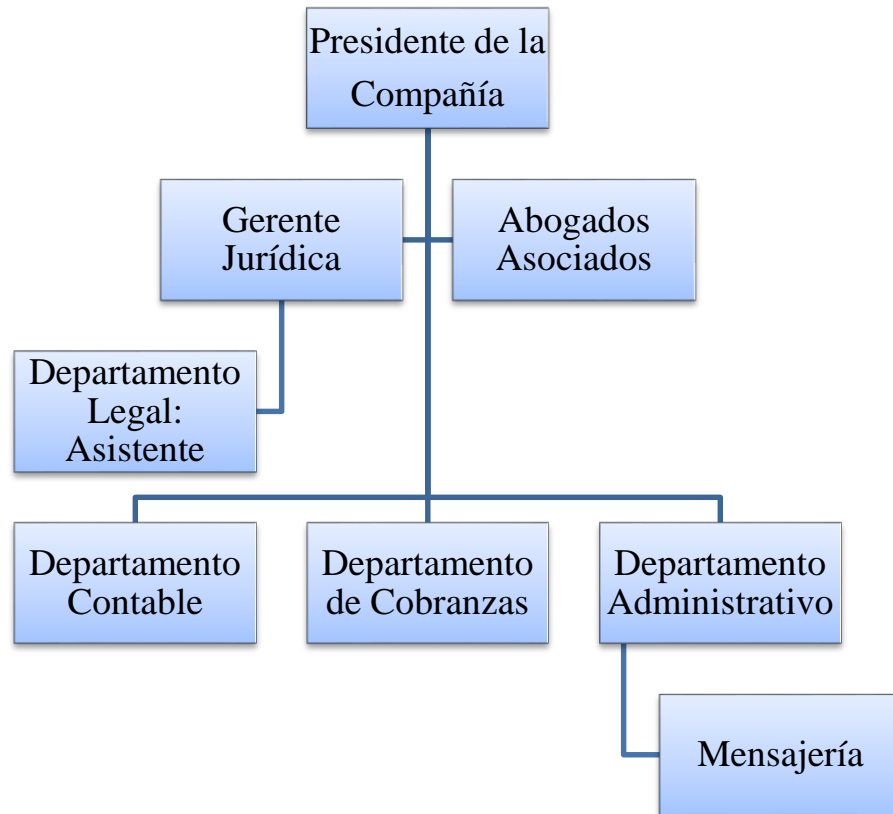 Presidente de la
Compañía
Gerente
Jurídica
Abogados
Asociados
Departamento
Legal:
Asistente
Departamento
Contable
Departamento
de Cobranzas
Departamento
Administrativo
Mensajería